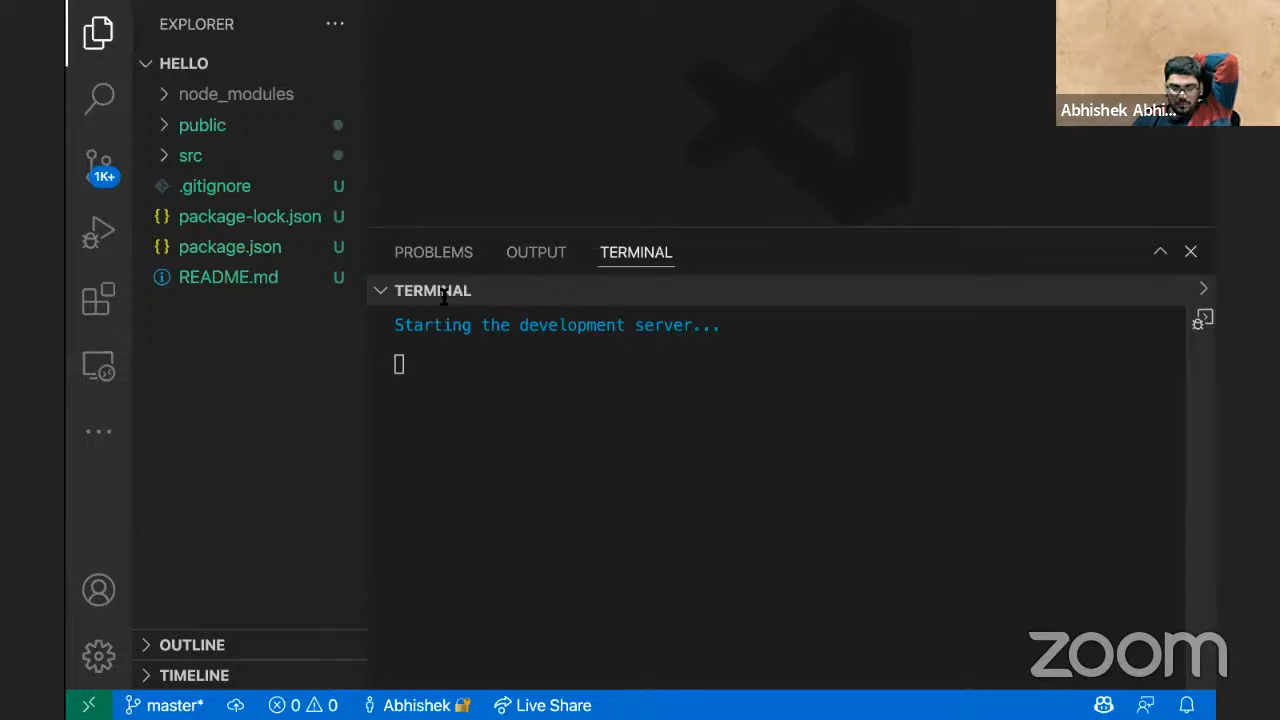 EXPLORER
HELLO
node_modules
public
src
.gitignore U
package-lock.json U
package.json U
README.md U
1K+
OUTLINE
TIMELINE
PROBLEMS OUTPUT TERMINAL
TERMINAL
Starting the development server...
Abhishek Abhi...
zoom
master* 0 0 Abhishek Live Share